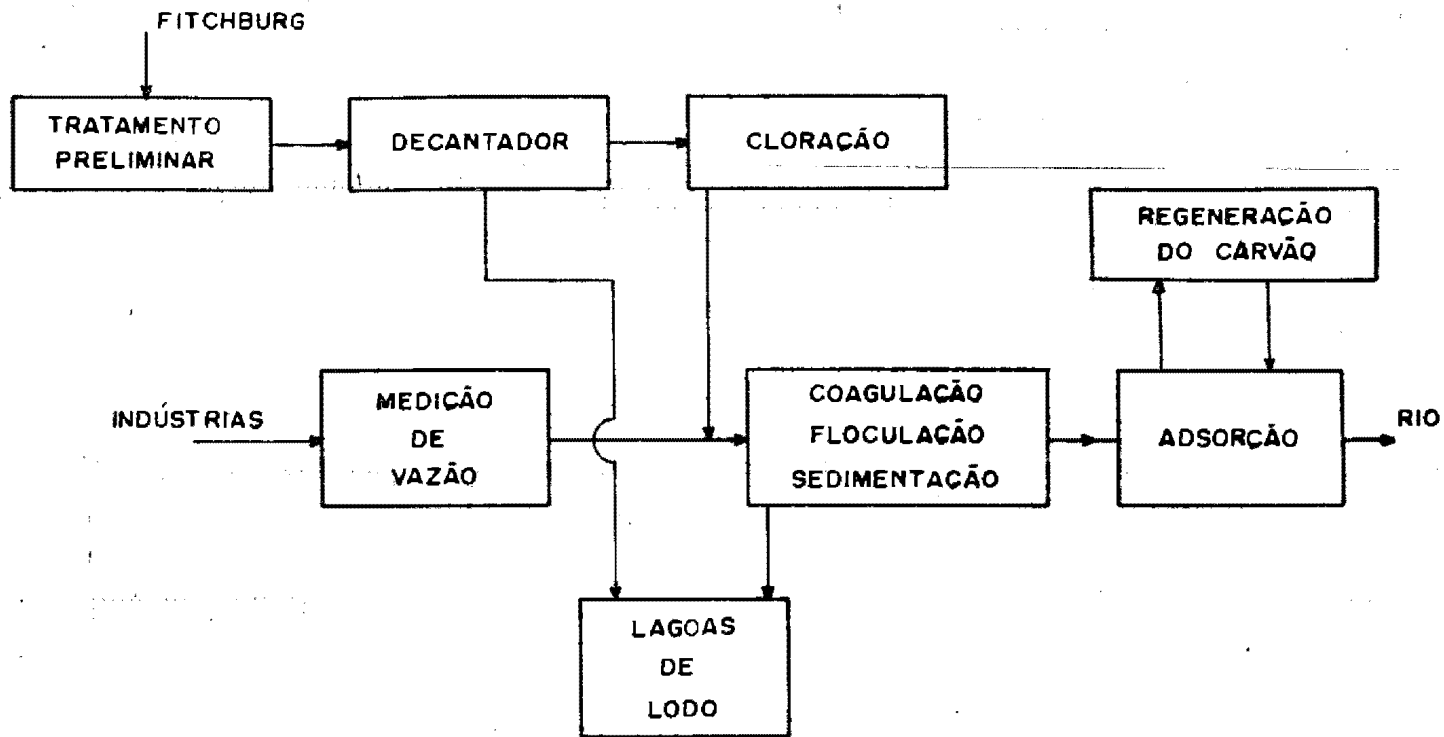 FITCHBURG
TRATAMENTO
PRELIMINAR
DECANTADOR
CLORAÇÃO
REGENERAÇÃO
DO CARVÃO
INDÚSTRIAS
MEDIÇÃO
DE
VAZÃO
COAGULAÇÃO
FLOCULAÇÃO
SEDIMENTAÇÃO
ADSORÇÃO
RIO
LAGOAS
DE
LODO